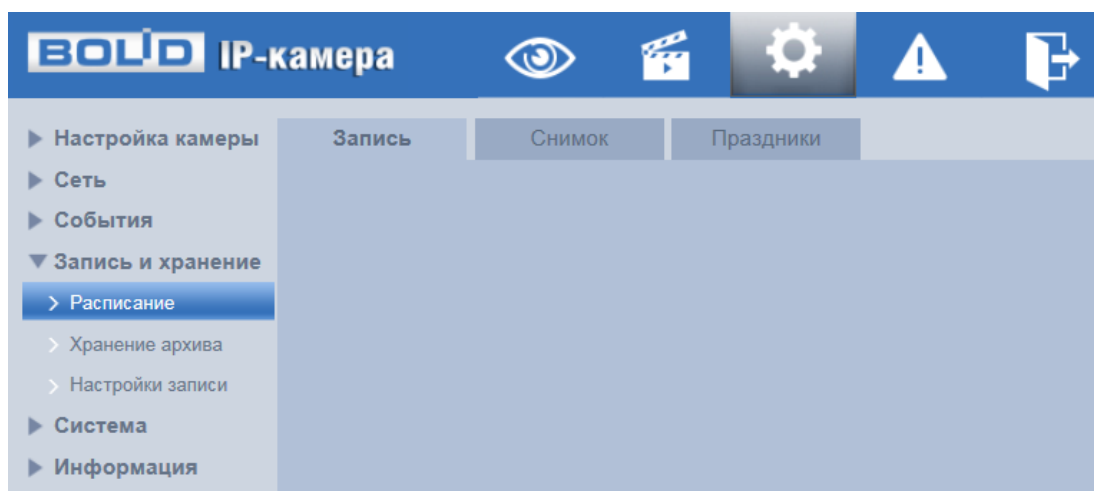 BOLID IP-камера
Настройка камеры
Сеть
События
Запись и хранение
Расписание
Хранение архива
Настройки записи
Система
Информация
Запись Снимок Праздники